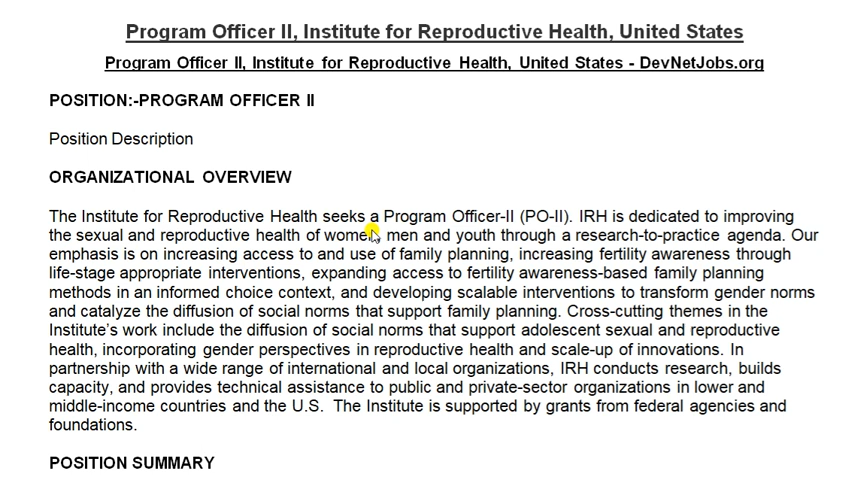 Program Officer II, Institute for Reproductive Health, United States
Program Officer II, Institute for Reproductive Health, United States - DevNetJobs.org
POSITION:-PROGRAM OFFICER II
Position Description
ORGANIZATIONAL OVERVIEW
The Institute for Reproductive Health seeks a Program Officer-II (PO-II). IRH is dedicated to improving
the sexual and reproductive health of women, men and youth through a research-to-practice agenda. Our
emphasis is on increasing access to and use of family planning, increasing fertility awareness through
life-stage appropriate interventions, expanding access to fertility awareness-based family planning
methods in an informed choice context, and developing scalable interventions to transform gender norms
and catalyze the diffusion of social norms that support family planning. Cross-cutting themes in the
Institute's work include the diffusion of social norms that support adolescent sexual and reproductive
health, incorporating gender perspectives in reproductive health and scale-up of innovations. In
partnership with a wide range of international and local organizations, IRH conducts research, builds
capacity, and provides technical assistance to public and private-sector organizations in lower and
middle-income countries and the U.S.  The Institute is supported by grants from federal agencies and
foundations.
POSITION SUMMARY